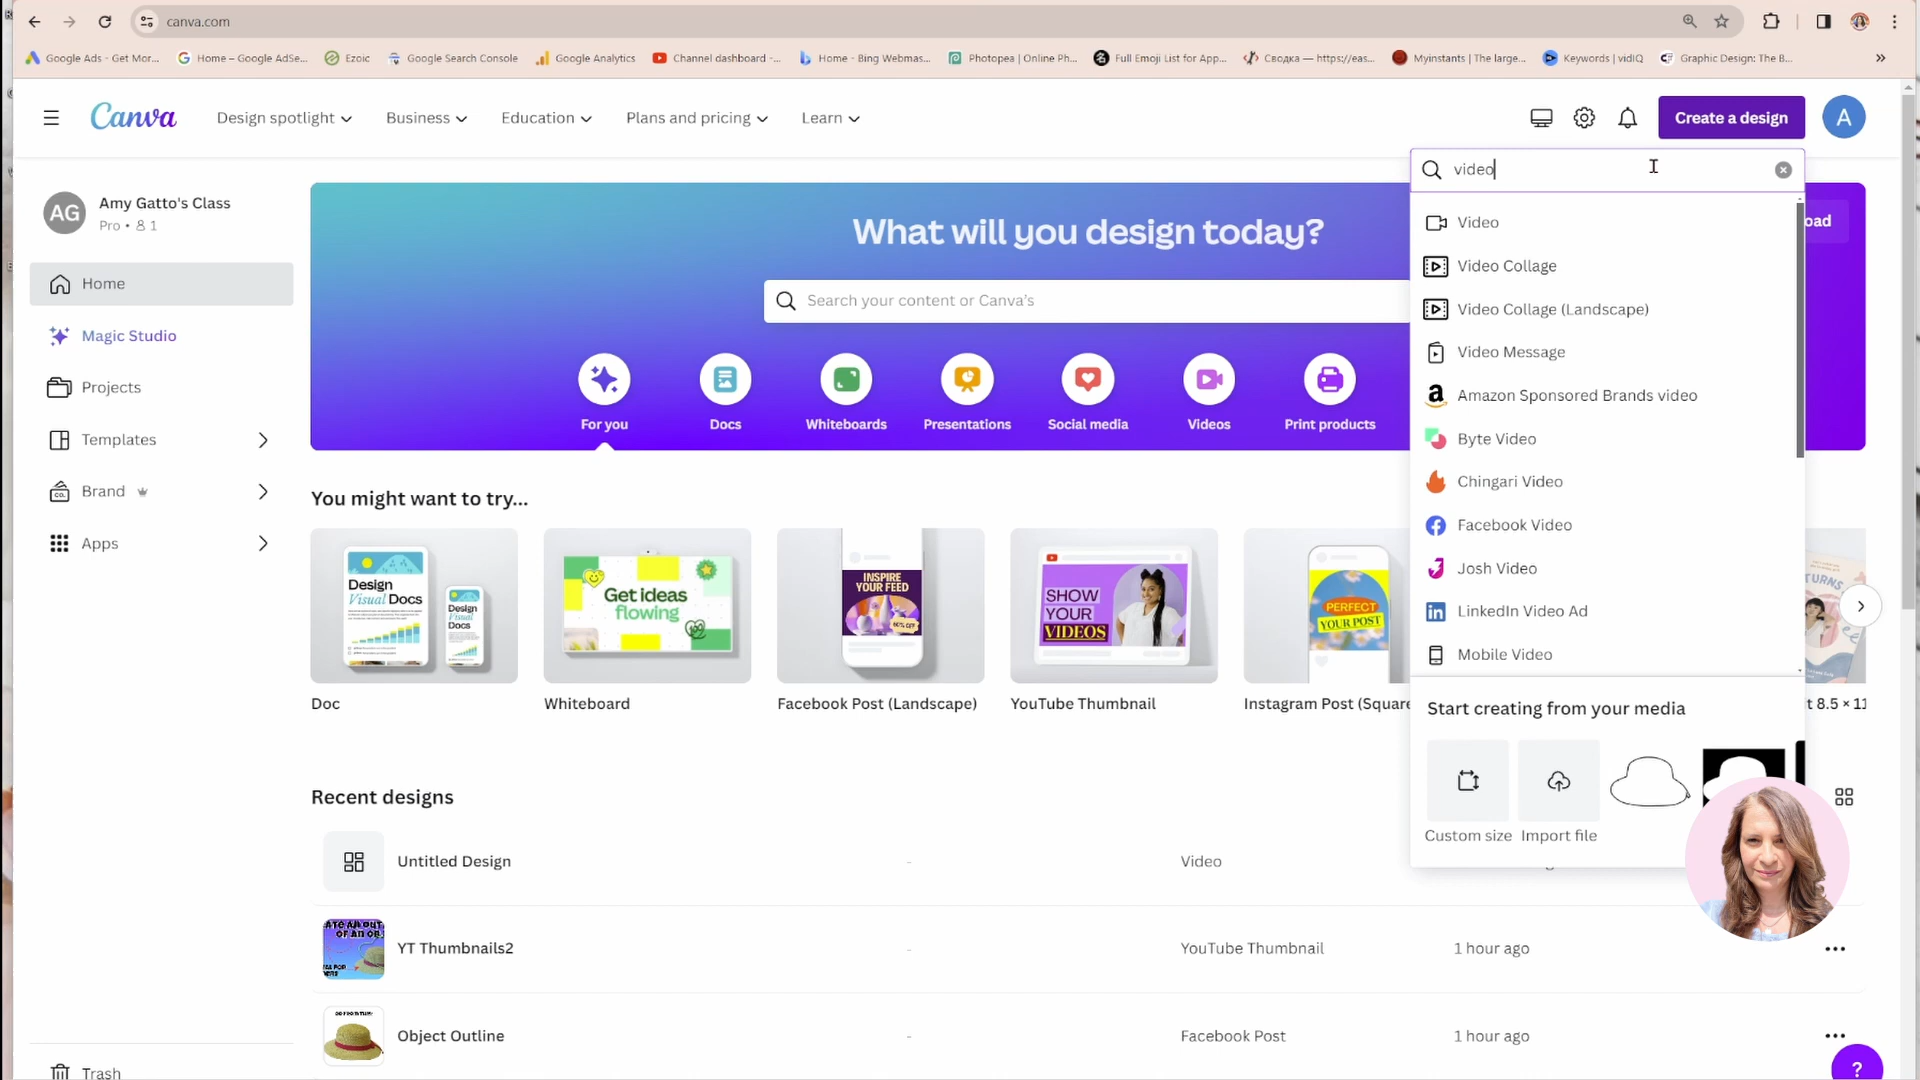 canva.com
Google Ads - Get Mor...
Home – Google AdSe...
Ezoic
Google Search Console
Google Analytics
Channel dashboard -...
Home - Bing Webmas...
Photopea | Online Ph...
Full Emoji List for App...
Сводка — https://eas...
Myinstants | The large...
Keywords | vidIQ
Graphic Design: The B...
»
Canva
Design spotlight
Business
Education
Plans and pricing
Learn
Create a design
A
AG
Amy Gatto's Class
Pro • 1
Home
Magic Studio
Projects
Templates
Brand
Apps
Trash
What will you design today?
Search your content or Canva's
For you
Docs
Whiteboards
Presentations
Social media
Videos
Print products
oad
video
Video
Video Collage
Video Collage (Landscape)
Video Message
Amazon Sponsored Brands video
Byte Video
Chingari Video
Facebook Video
Josh Video
LinkedIn Video Ad
Mobile Video
Start creating from your media
Custom size
Import file
You might want to try...
Design
Visual Docs
Design
Visual Docs
Get ideas
flowing
INSPIRE
YOUR FEED
SHOW
YOUR
VIDEOS
PERFECT
YOUR POST
TURNS
Doc
Whiteboard
Facebook Post (Landscape)
YouTube Thumbnail
Instagram Post (Square
t 8.5 × 11
Recent designs
Untitled Design
-
Video
YT Thumbnails2
-
YouTube Thumbnail
1 hour ago
Object Outline
-
Facebook Post
1 hour ago
?